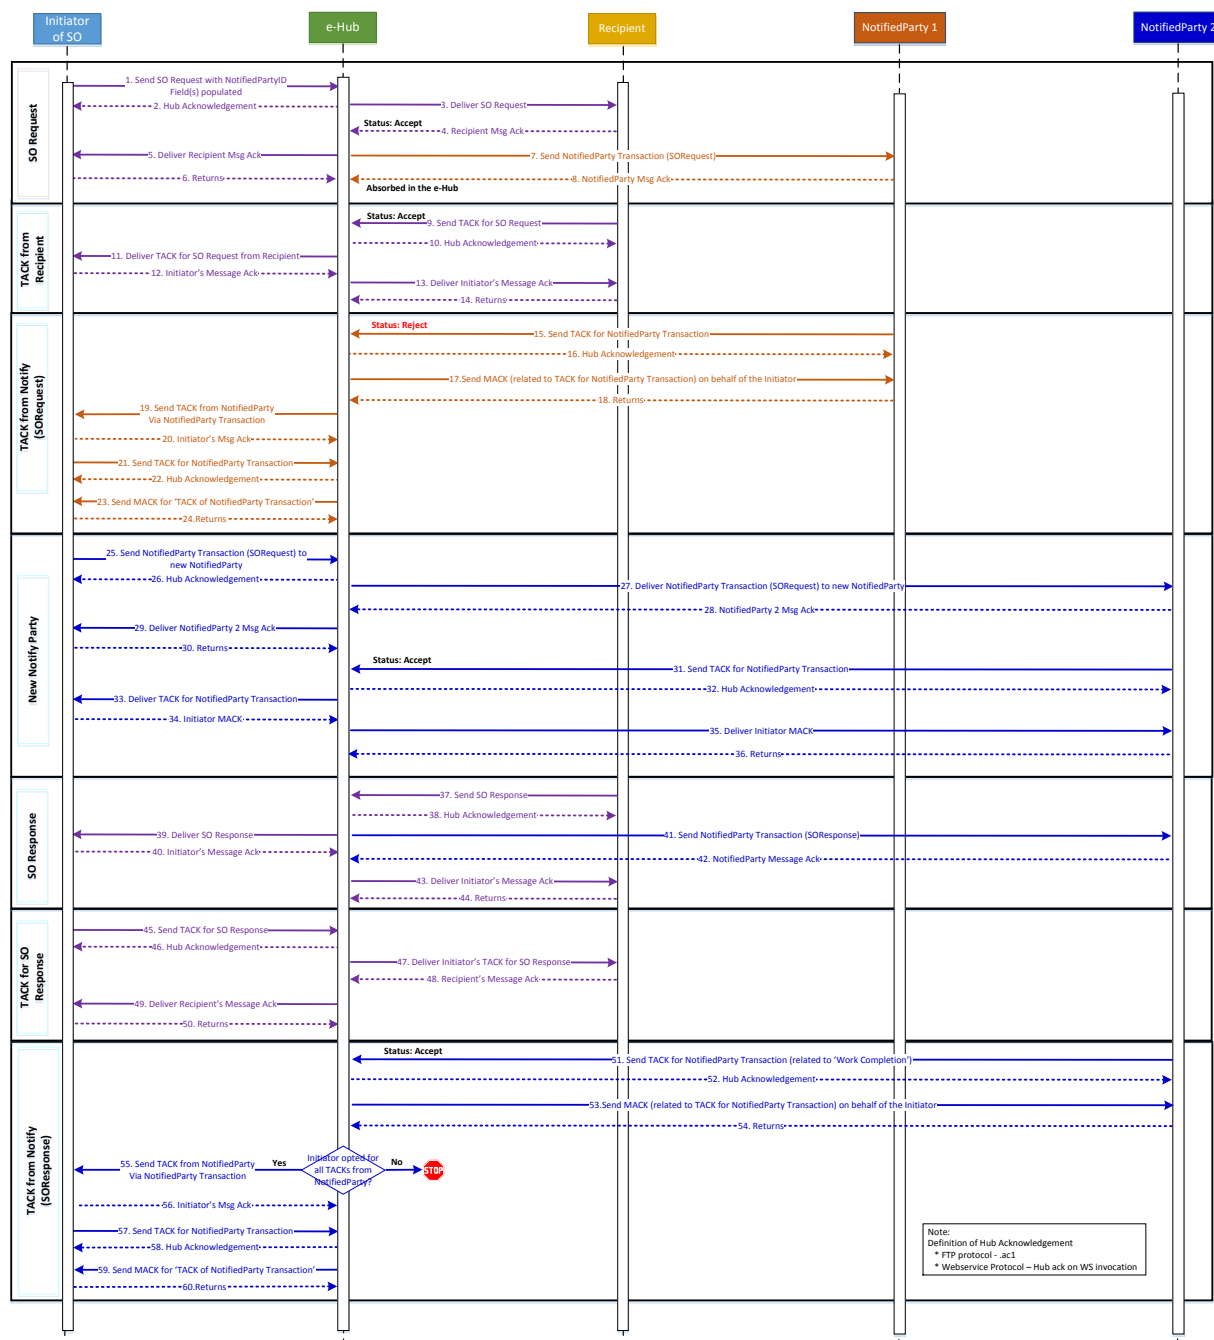 Initiator
of SO
e-Hub
Recipient
NotifiedParty 1
NotifiedParty 2
SO Request
1. Send SO Request with NotifiedPartyID
Field(s) populated
2. Hub Acknowledgement
3. Deliver SO Request
Status: Accept
4. Recipient Msg Ack
5. Deliver Recipient Msg Ack
7. Send NotifiedParty Transaction (SORequest)
6. Returns
8. NotifiedParty Msg Ack
Absorbed in the e-Hub
TACK from
Recipient
Status: Accept
9. Send TACK for SO Request
10. Hub Acknowledgement
11. Deliver TACK for SO Request from Recipient
12. Initiator's Message Ack
13. Deliver Initiator's Message Ack
14. Returns
TACK from Notify
(SORequest)
Status: Reject
15. Send TACK for NotifiedParty Transaction
16. Hub Acknowledgement
17.Send MACK (related to TACK for NotifiedParty Transaction) on behalf of the Initiator
18. Returns
19. Send TACK from NotifiedParty
Via NotifiedParty Transaction
20. Initiator's Msg Ack
21. Send TACK for NotifiedParty Transaction
22. Hub Acknowledgement
23. Send MACK for 'TACK of NotifiedParty Transaction'
24.Returns
New Notify Party
25. Send NotifiedParty Transaction (SORequest) to
new NotifiedParty
26. Hub Acknowledgement
27. Deliver NotifiedParty Transaction (SORequest) to new NotifiedParty
28. NotifiedParty 2 Msg Ack
29. Deliver NotifiedParty 2 Msg Ack
30. Returns
Status: Accept
31. Send TACK for NotifiedParty Transaction
32. Hub Acknowledgement
33. Deliver TACK for NotifiedParty Transaction
34. Initiator MACK
35. Deliver Initiator MACK
36. Returns
SO Response
37. Send SO Response
38. Hub Acknowledgement
39. Deliver SO Response
41. Send NotifiedParty Transaction (SOResponse)
40. Initiator's Message Ack
42. NotifiedParty Message Ack
43. Deliver Initiator's Message Ack
44. Returns
TACK for SO
Response
45. Send TACK for SO Response
46. Hub Acknowledgement
47. Deliver Initiator's TACK for SO Response
48. Recipient's Message Ack
49. Deliver Recipient's Message Ack
50. Returns
TACK from Notify
(SOResponse)
Status: Accept
51. Send TACK for NotifiedParty Transaction (related to 'Work Completion')
52. Hub Acknowledgement
53.Send MACK (related to TACK for NotifiedParty Transaction) on behalf of the Initiator
54. Returns
55. Send TACK from NotifiedParty
Via NotifiedParty Transaction
Yes
Initiator opted for
all TACKs from
NotifiedParty?
No
STOP
56. Initiator's Msg Ack
57. Send TACK for NotifiedParty Transaction
58. Hub Acknowledgement
59. Send MACK for 'TACK of NotifiedParty Transaction'
60.Returns
Note:
Definition of Hub Acknowledgement
* FTP protocol - .ac1
* Webservice Protocol – Hub ack on WS invocation